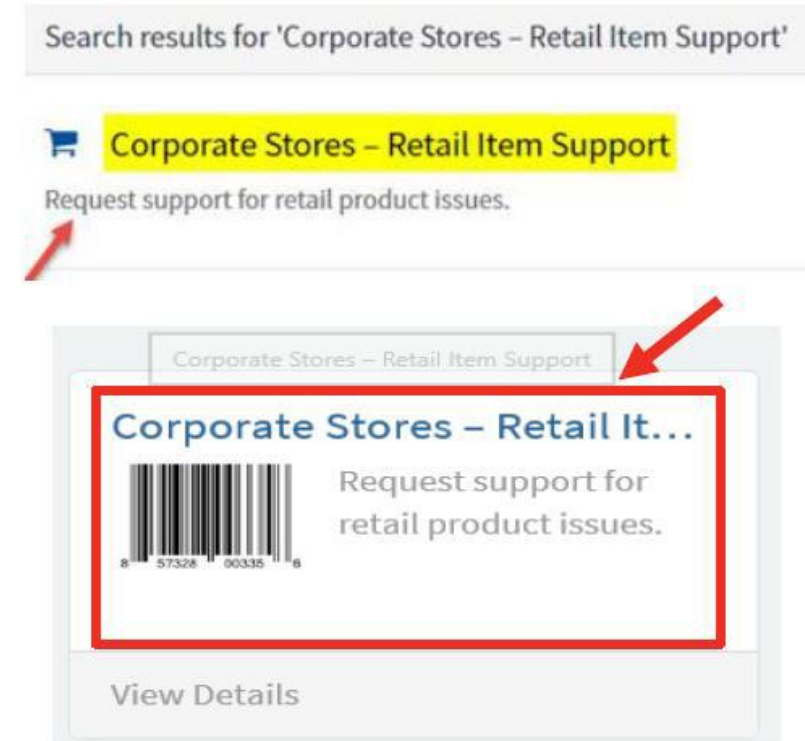 Search results for 'Corporate Stores – Retail Item Support'
Corporate Stores – Retail Item Support
Request support for retail product issues.
Corporate Stores – Retail Item Support
Corporate Stores – Retail It...
Request support for
retail product issues.
8 57328 00335 6
View Details